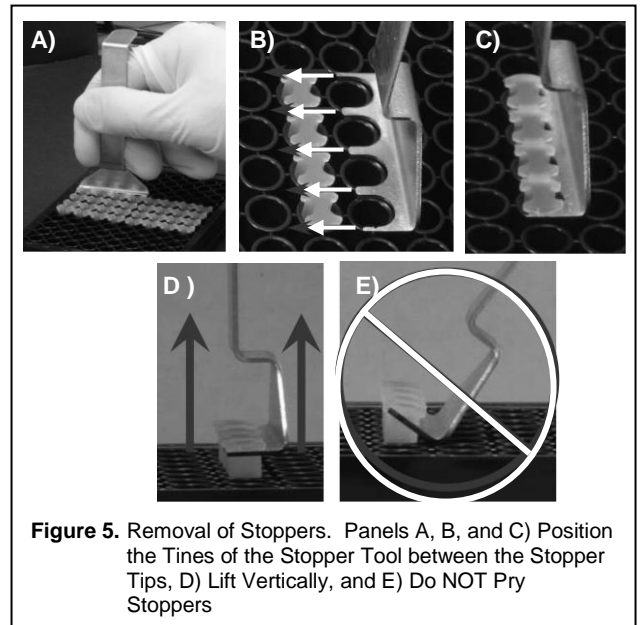 A)
B)
C)
D )
E)
Figure 5. Removal of Stoppers. Panels A, B, and C) Position
the Tines of the Stopper Tool between the Stopper
Tips, D) Lift Vertically, and E) Do NOT Pry
Stoppers